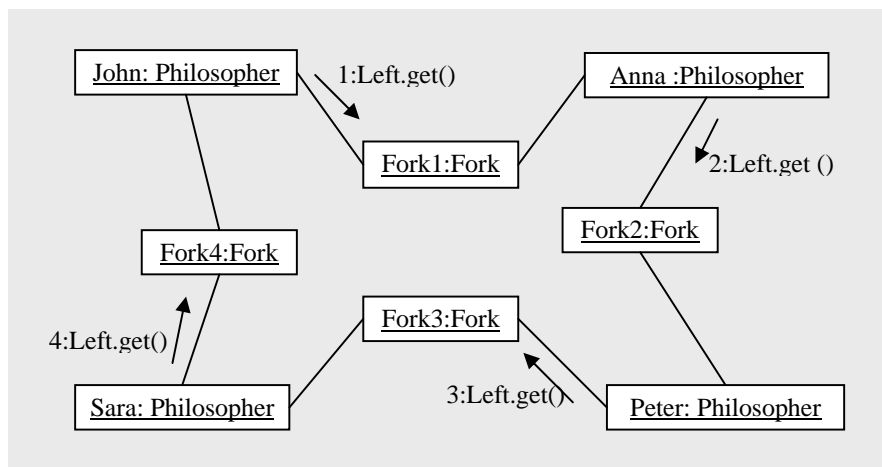 John: Philosopher
1:Left.get()
Anna :Philosopher
Fork1:Fork
2:Left.get ()
Fork2:Fork
Fork4:Fork
Fork3:Fork
4:Left.get()
3:Left.get()
Sara: Philosopher
Peter: Philosopher